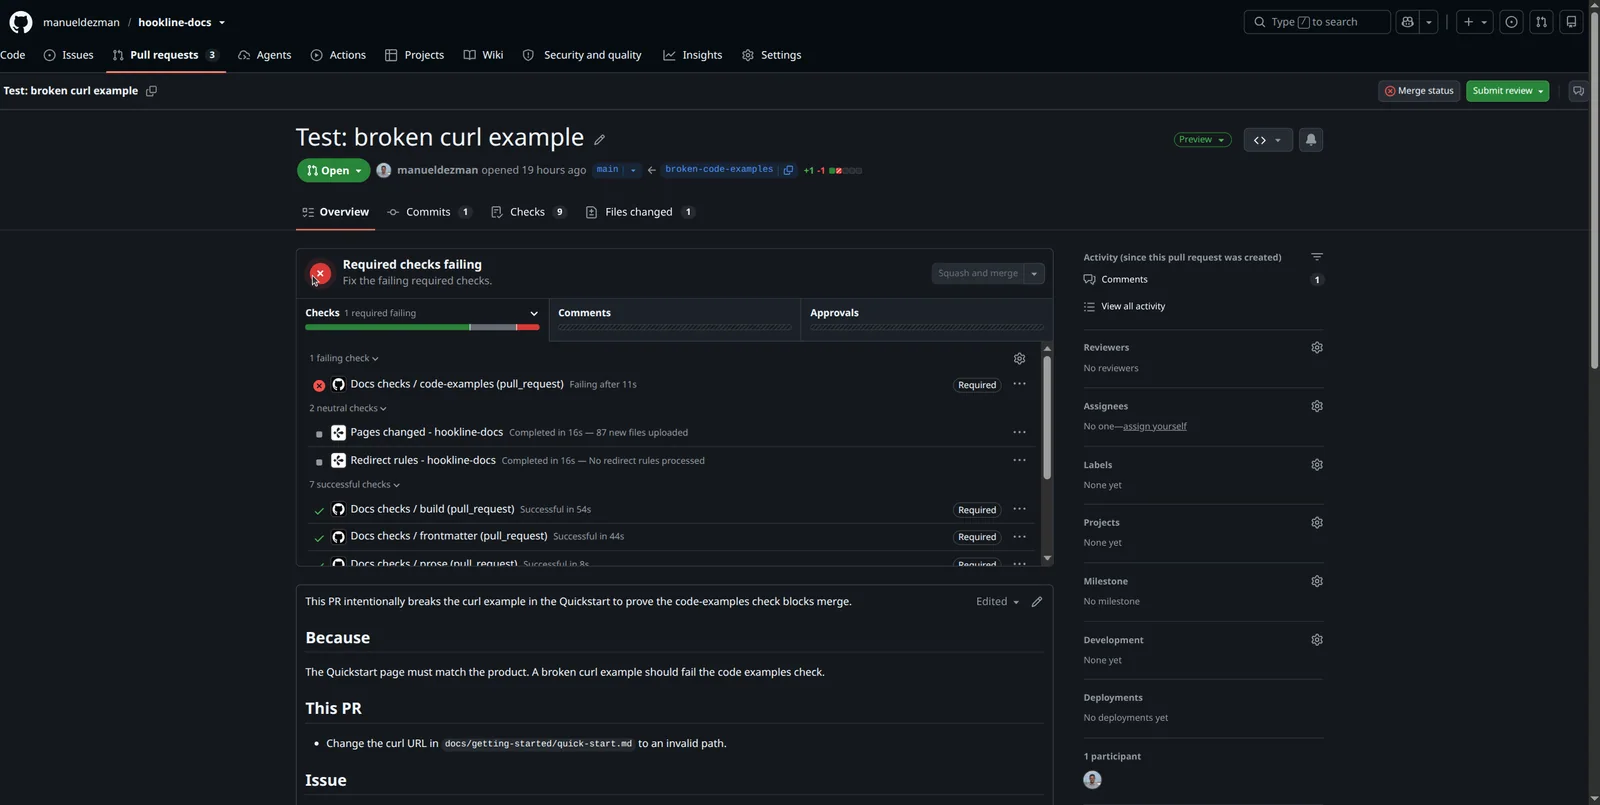 manueldezman / hookline-docs
Type / to search
Code Issues Pull requests 3 Agents Actions Projects Wiki Security and quality Insights Settings
Test: broken curl example
Merge status
Submit review
Test: broken curl example
Preview
Open manueldezman opened 19 hours ago main ← broken-code-examples +1 -1
Overview Commits 1 Checks 9 Files changed 1
Required checks failing
Fix the failing required checks.
Squash and merge
Checks 1 required failing
Comments
Approvals
1 failing check
Docs checks / code-examples (pull_request) Failing after 11s Required
2 neutral checks
Pages changed - hookline-docs Completed in 16s — 87 new files uploaded
Redirect rules - hookline-docs Completed in 16s — No redirect rules processed
7 successful checks
Docs checks / build (pull_request) Successful in 54s Required
Docs checks / frontmatter (pull_request) Successful in 44s Required
Docs checks / prose (pull_request) Successful in 8s Required
This PR intentionally breaks the curl example in the Quickstart to prove the code-examples check blocks merge.
Edited
Because
The Quickstart page must match the product. A broken curl example should fail the code examples check.
This PR
• Change the curl URL in docs/getting-started/quick-start.md to an invalid path.
Issue
Activity (since this pull request was created)
Comments 1
View all activity
Reviewers
No reviewers
Assignees
No one—assign yourself
Labels
None yet
Projects
None yet
Milestone
No milestone
Development
None yet
Deployments
No deployments yet
1 participant